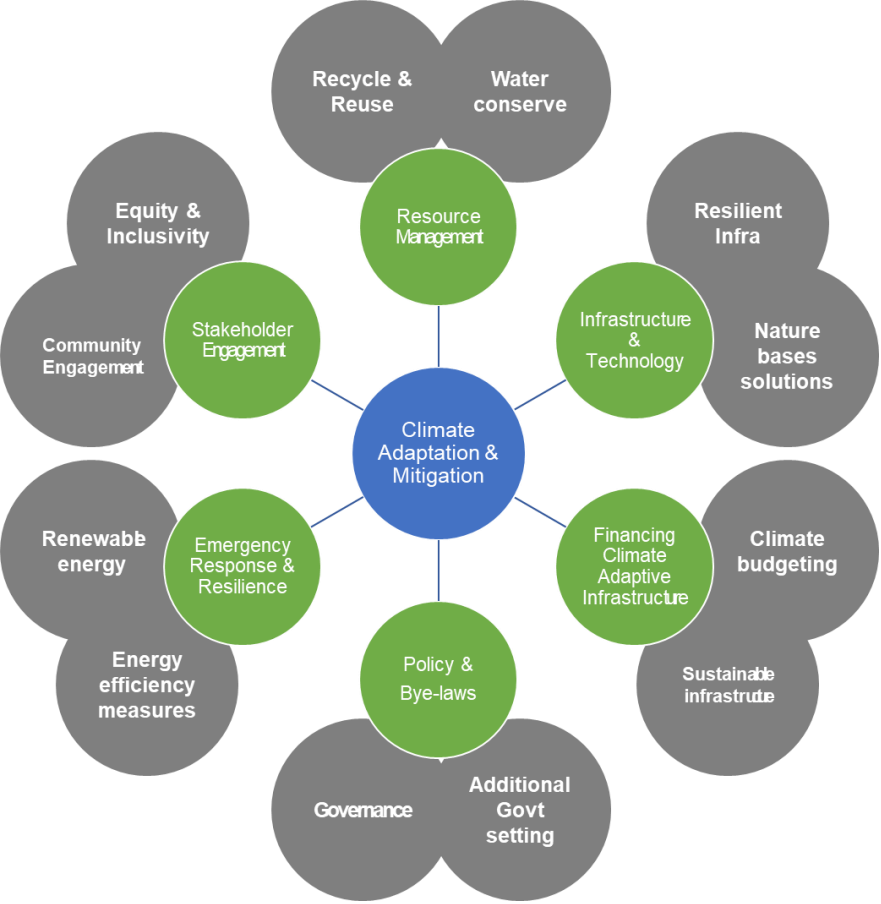 Recycle &
Reuse
Water
conserve
Resource
Management
Equity &
Inclusivity
Community
Engagement
Stakeholder
Engagement
Resilient
Infra
Nature
bases
solutions
Infrastructure
&
Technology
Climate
Adaptation &
Mitigation
Renewable
energy
Energy
efficiency
measures
Emergency
Response &
Resilience
Financing
Climate
Adaptive
Infrastructure
Climate
budgeting
Sustainable
infrastructure
Policy &
Bye-laws
Governance
Additional
Govt
setting